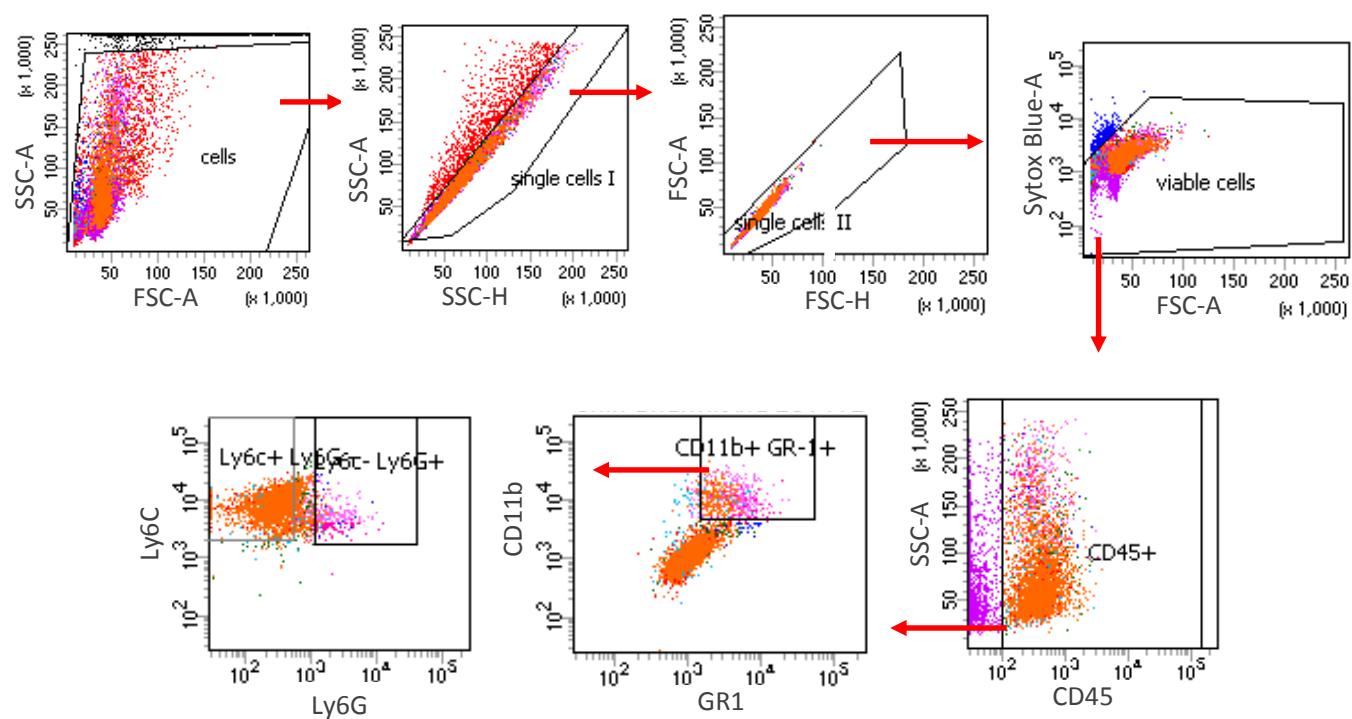 SSC-A
(x 1,000)
250
200
150
100
50
cells
50 100 150 200 250
FSC-A
(x 1,000)
SSC-A
(x 1,000)
250
200
150
100
50
single cells I
50 100 150 200 250
SSC-H
(x 1,000)
FSC-A
(x 1,000)
250
200
150
100
50
single cells II
50 100 150 200 250
FSC-H
(x 1,000)
Sytox Blue-A
10^5
10^4
10^3
10^2
viable cells
50 100 150 200 250
FSC-A
(x 1,000)
Ly6C
10^5
10^4
10^3
10^2
Ly6c+ Ly6G-
Ly6c- Ly6G+
10^2 10^3 10^4 10^5
Ly6G
CD11b
10^5
10^4
10^3
10^2
CD11b+ GR-1+
10^2 10^3 10^4 10^5
GR1
SSC-A
(x 1,000)
250
200
150
100
50
CD45+
10^2 10^3 10^4 10^5
CD45